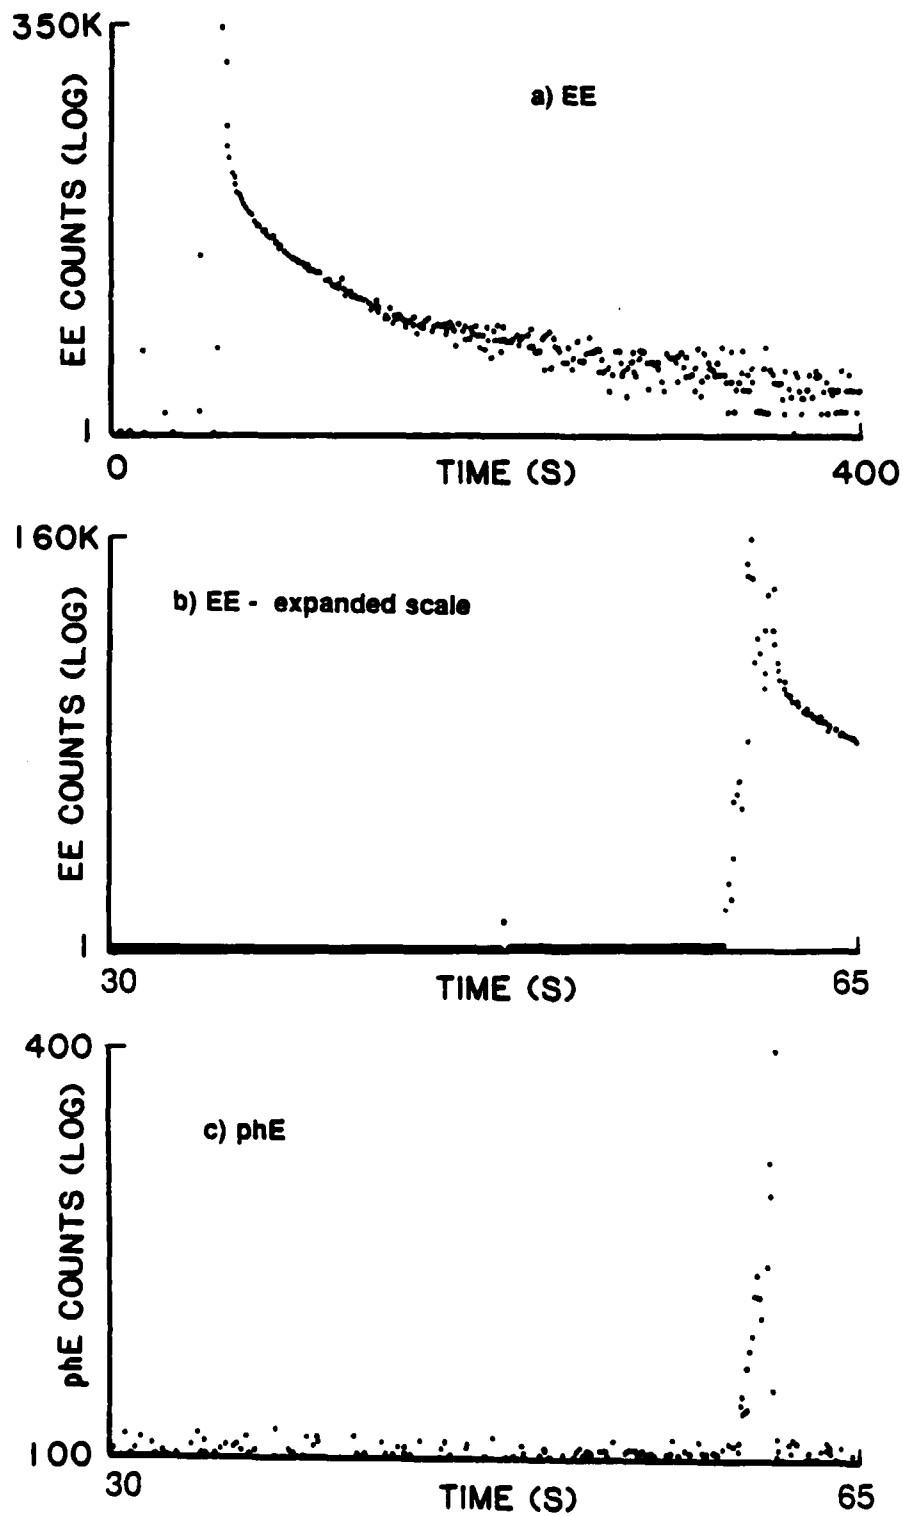 350K
a) EE
EE COUNTS (LOG)
1
0
TIME (S)
400
160K
b) EE - expanded scale
EE COUNTS (LOG)
1
30
TIME (S)
65
400
c) phE
phE COUNTS (LOG)
100
30
TIME (S)
65